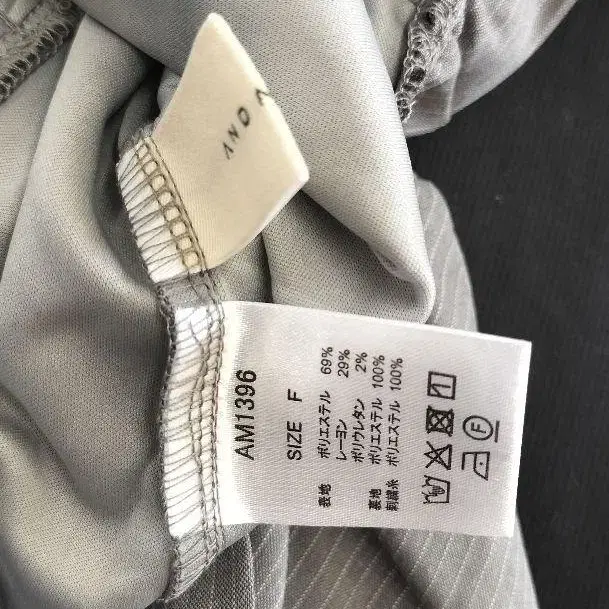 AND
AM1396
SIZE F
表地 ポリエステル 69%
レーヨン 29%
ポリウレタン 2%
裏地 ポリエステル 100%
刺繍糸 ポリエステル 100%
F